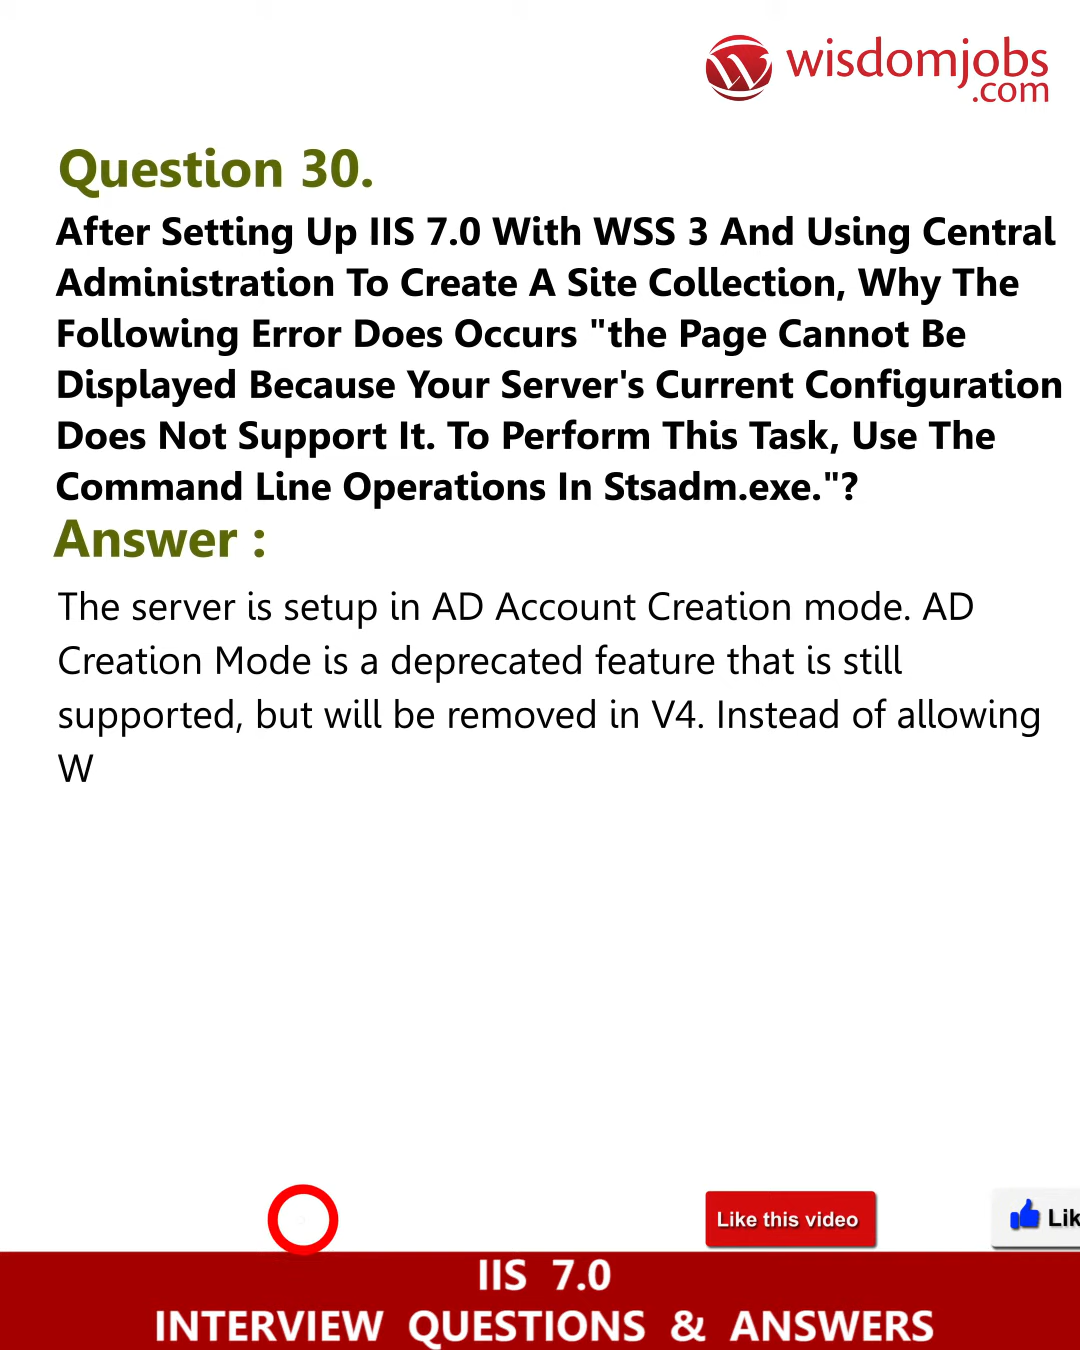 wisdomjobs
.com
Question 30.
After Setting Up IIS 7.0 With WSS 3 And Using Central
Administration To Create A Site Collection, Why The
Following Error Does Occurs "the Page Cannot Be
Displayed Because Your Server's Current Configuration
Does Not Support It. To Perform This Task, Use The
Command Line Operations In Stsadm.exe."?
Answer :
The server is setup in AD Account Creation mode. AD
Creation Mode is a deprecated feature that is still
supported, but will be removed in V4. Instead of allowing
W
Like this video
Lik
IIS 7.0
INTERVIEW QUESTIONS & ANSWERS